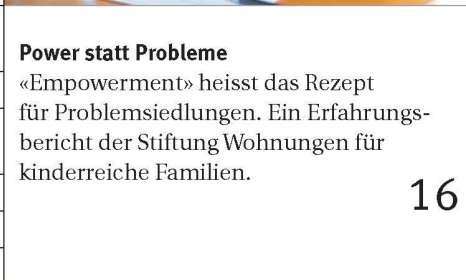 Power statt Probleme
«Empowerment» heisst das Rezept
für Problemsiedlungen. Ein Erfahrungs-
bericht der Stiftung Wohnungen für
kinderreiche Familien.
16